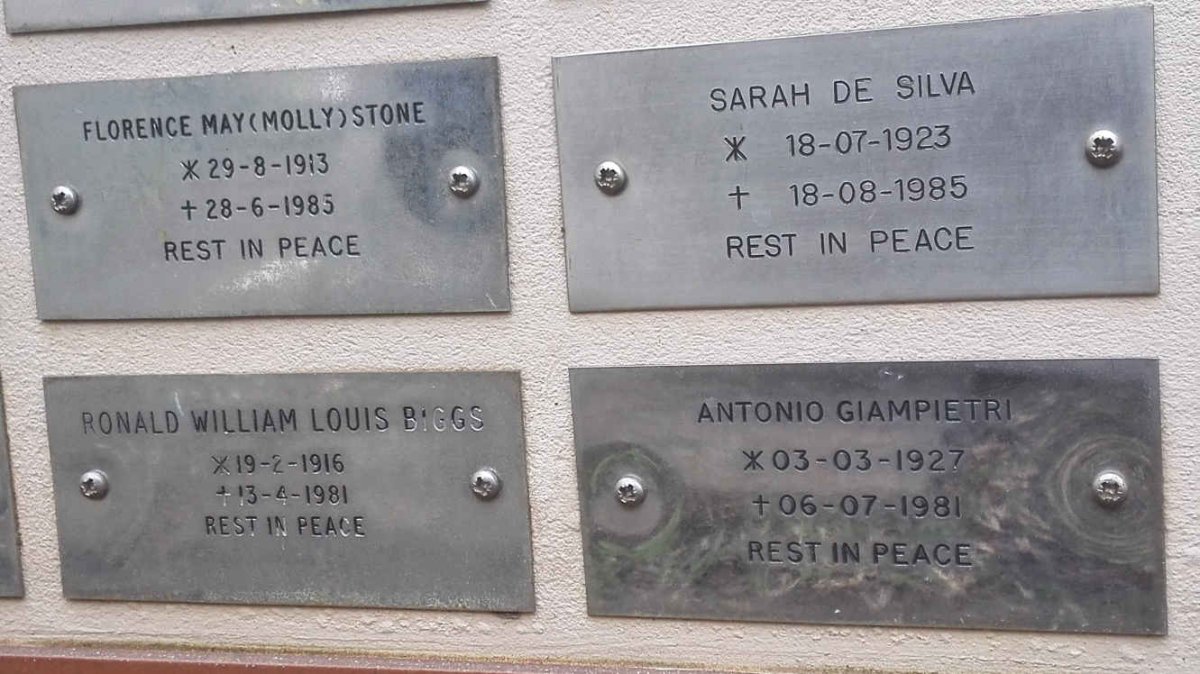 FLORENCE MAY(MOLLY)STONE
* 29-8-1913
† 28-6-1985
REST IN PEACE
SARAH DE SILVA
* 18-07-1923
† 18-08-1985
REST IN PEACE
RONALD WILLIAM LOUIS BIGGS
* 19-2-1916
† 13-4-1981
REST IN PEACE
ANTONIO GIAMPIETRI
* 03-03-1927
† 06-07-1981
REST IN PEACE